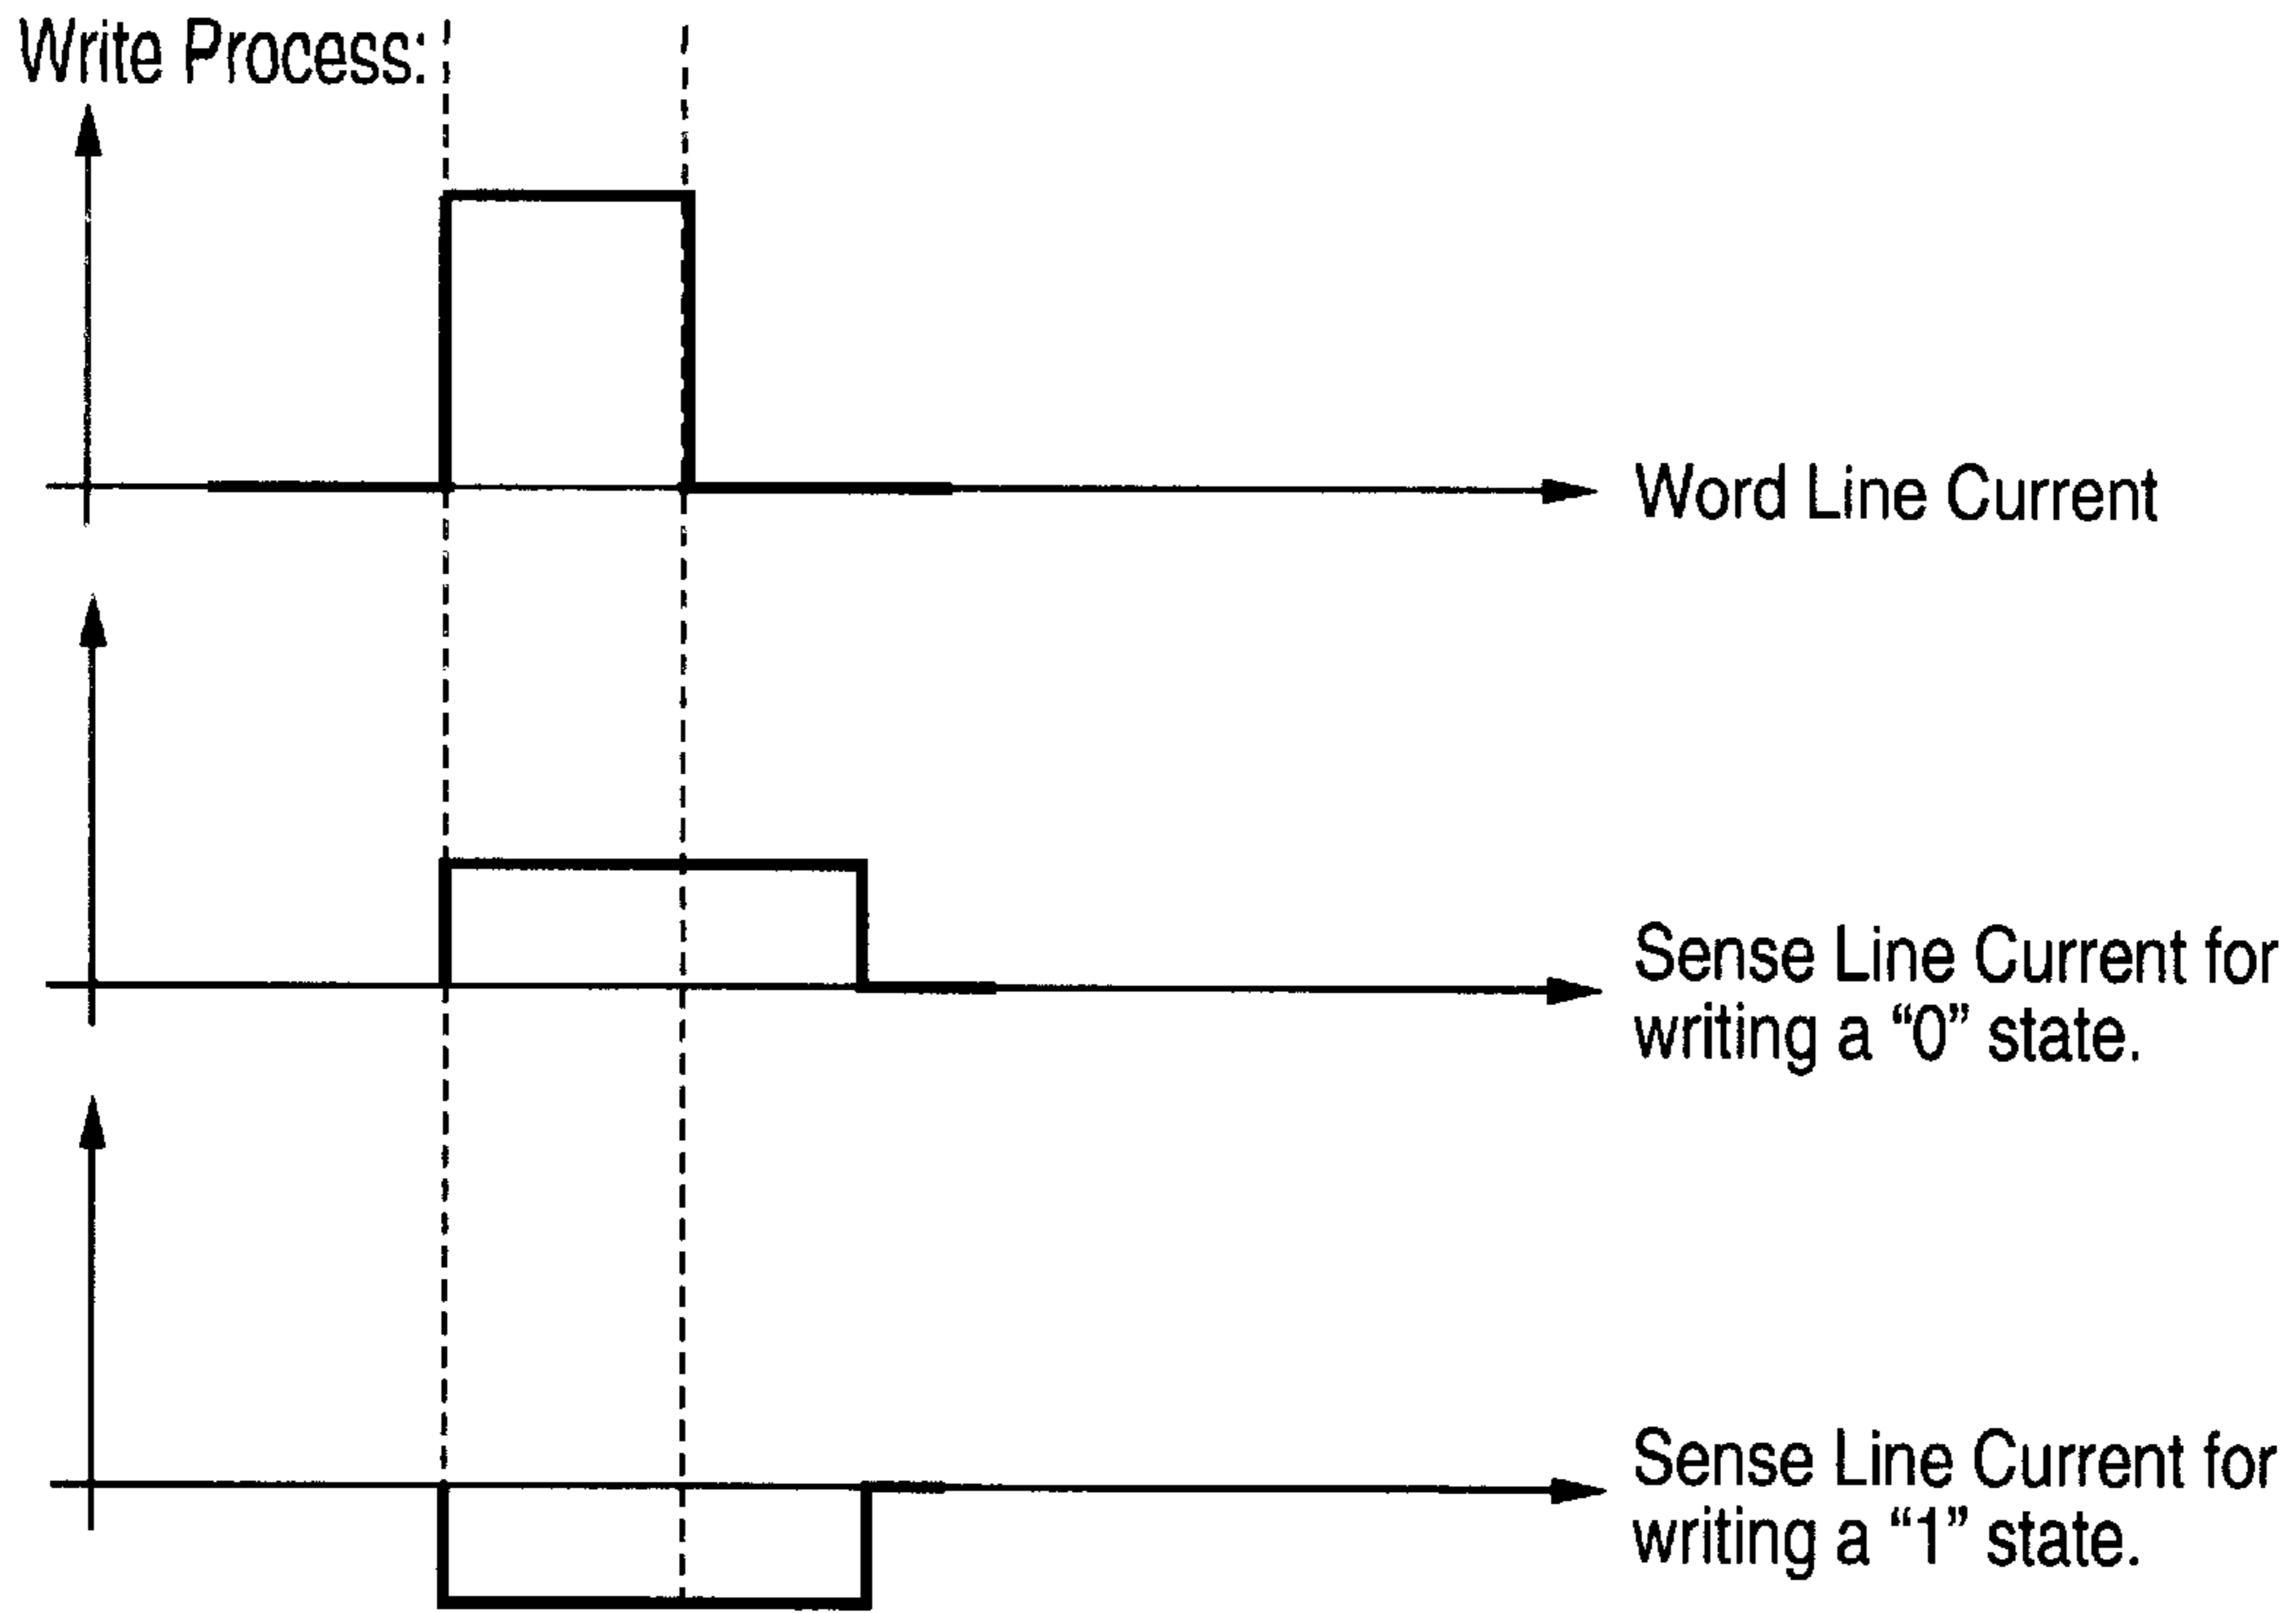 Write Process:
Word Line Current
Sense Line Current for
writing a “0” state.
Sense Line Current for
writing a “1” state.